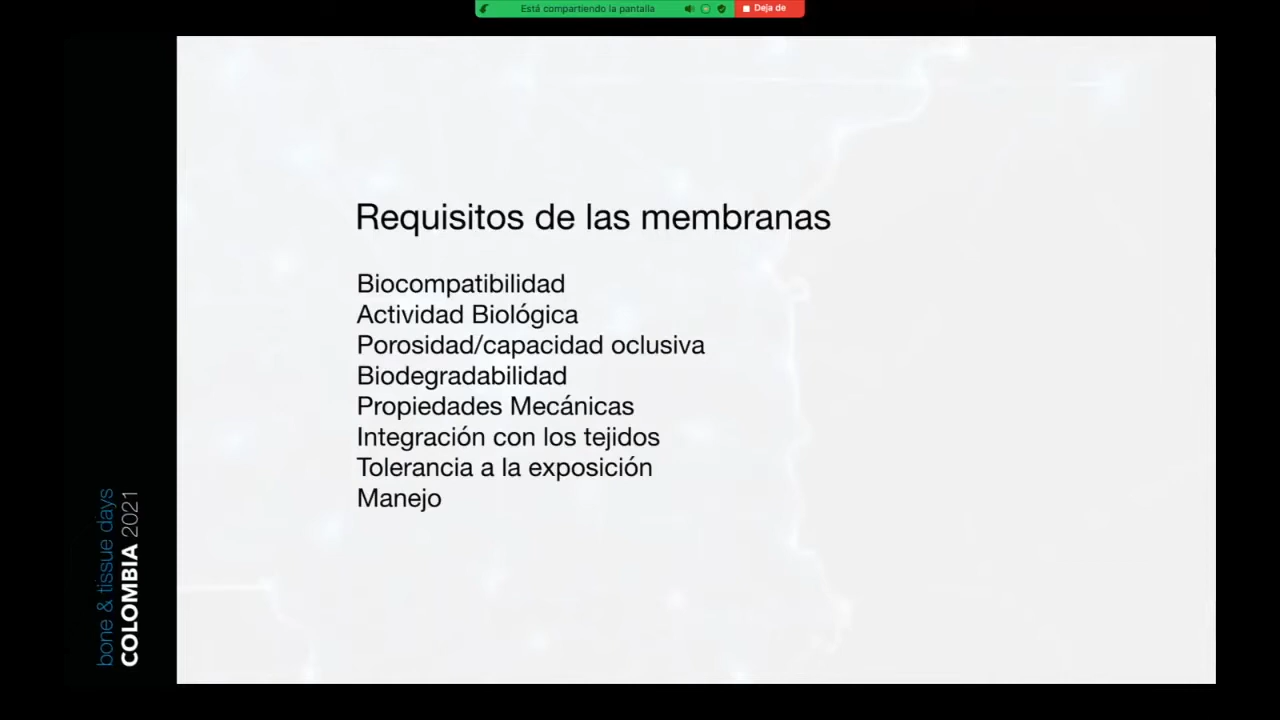 Está compartiendo la pantalla
Deja de
Requisitos de las membranas
Biocompatibilidad
Actividad Biológica
Porosidad/capacidad oclusiva
Biodegradabilidad
Propiedades Mecánicas
Integración con los tejidos
Tolerancia a la exposición
Manejo
bone & tissue days
COLOMBIA 2021